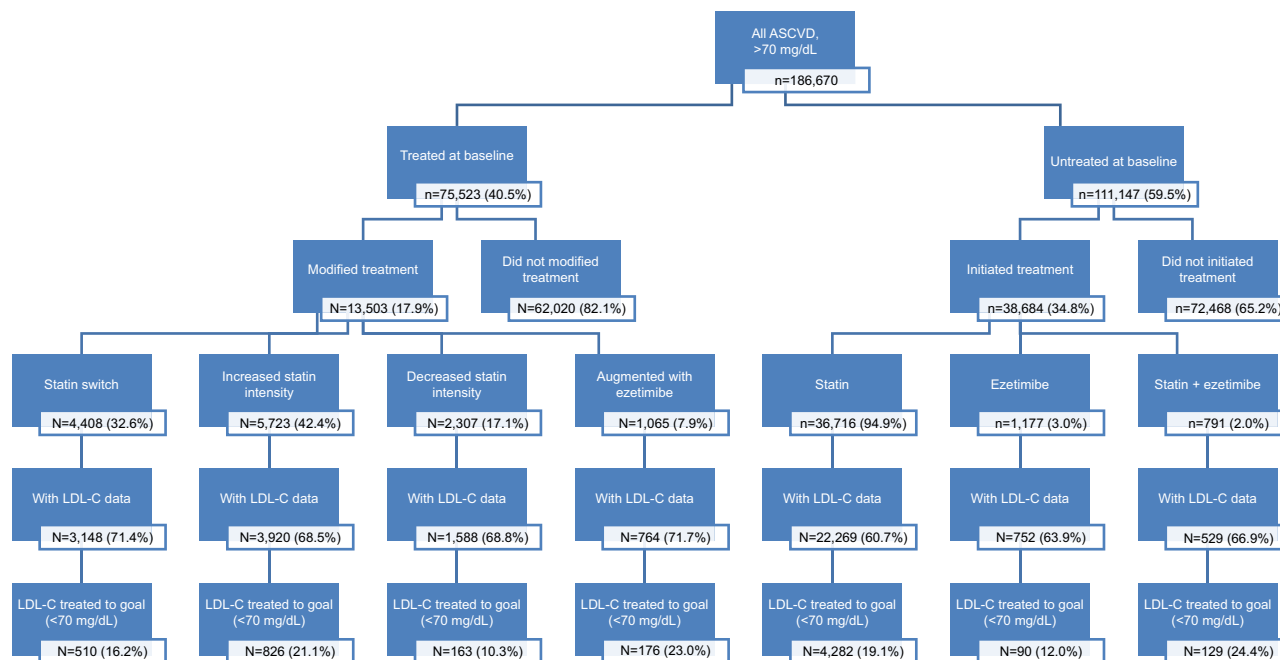 All ASCVD,
>70 mg/dL
n=186,670
Treated at baseline
n=75,523 (40.5%)
Untreated at baseline
n=111,147 (59.5%)
Modified treatment
N=13,503 (17.9%)
Did not modified
treatment
N=62,020 (82.1%)
Initiated treatment
n=38,684 (34.8%)
Did not initiated
treatment
n=72,468 (65.2%)
Statin switch
N=4,408 (32.6%)
Increased statin
intensity
N=5,723 (42.4%)
Decreased statin
intensity
N=2,307 (17.1%)
Augmented with
ezetimibe
N=1,065 (7.9%)
Statin
n=36,716 (94.9%)
Ezetimibe
n=1,177 (3.0%)
Statin + ezetimibe
n=791 (2.0%)
With LDL-C data
N=3,148 (71.4%)
With LDL-C data
N=3,920 (68.5%)
With LDL-C data
N=1,588 (68.8%)
With LDL-C data
N=764 (71.7%)
With LDL-C data
N=22,269 (60.7%)
With LDL-C data
N=752 (63.9%)
With LDL-C data
N=529 (66.9%)
LDL-C treated to goal
(<70 mg/dL)
N=510 (16.2%)
LDL-C treated to goal
(<70 mg/dL)
N=826 (21.1%)
LDL-C treated to goal
(<70 mg/dL)
N=163 (10.3%)
LDL-C treated to goal
(<70 mg/dL)
N=176 (23.0%)
LDL-C treated to goal
(<70 mg/dL)
N=4,282 (19.1%)
LDL-C treated to goal
(<70 mg/dL)
N=90 (12.0%)
LDL-C treated to goal
(<70 mg/dL)
N=129 (24.4%)